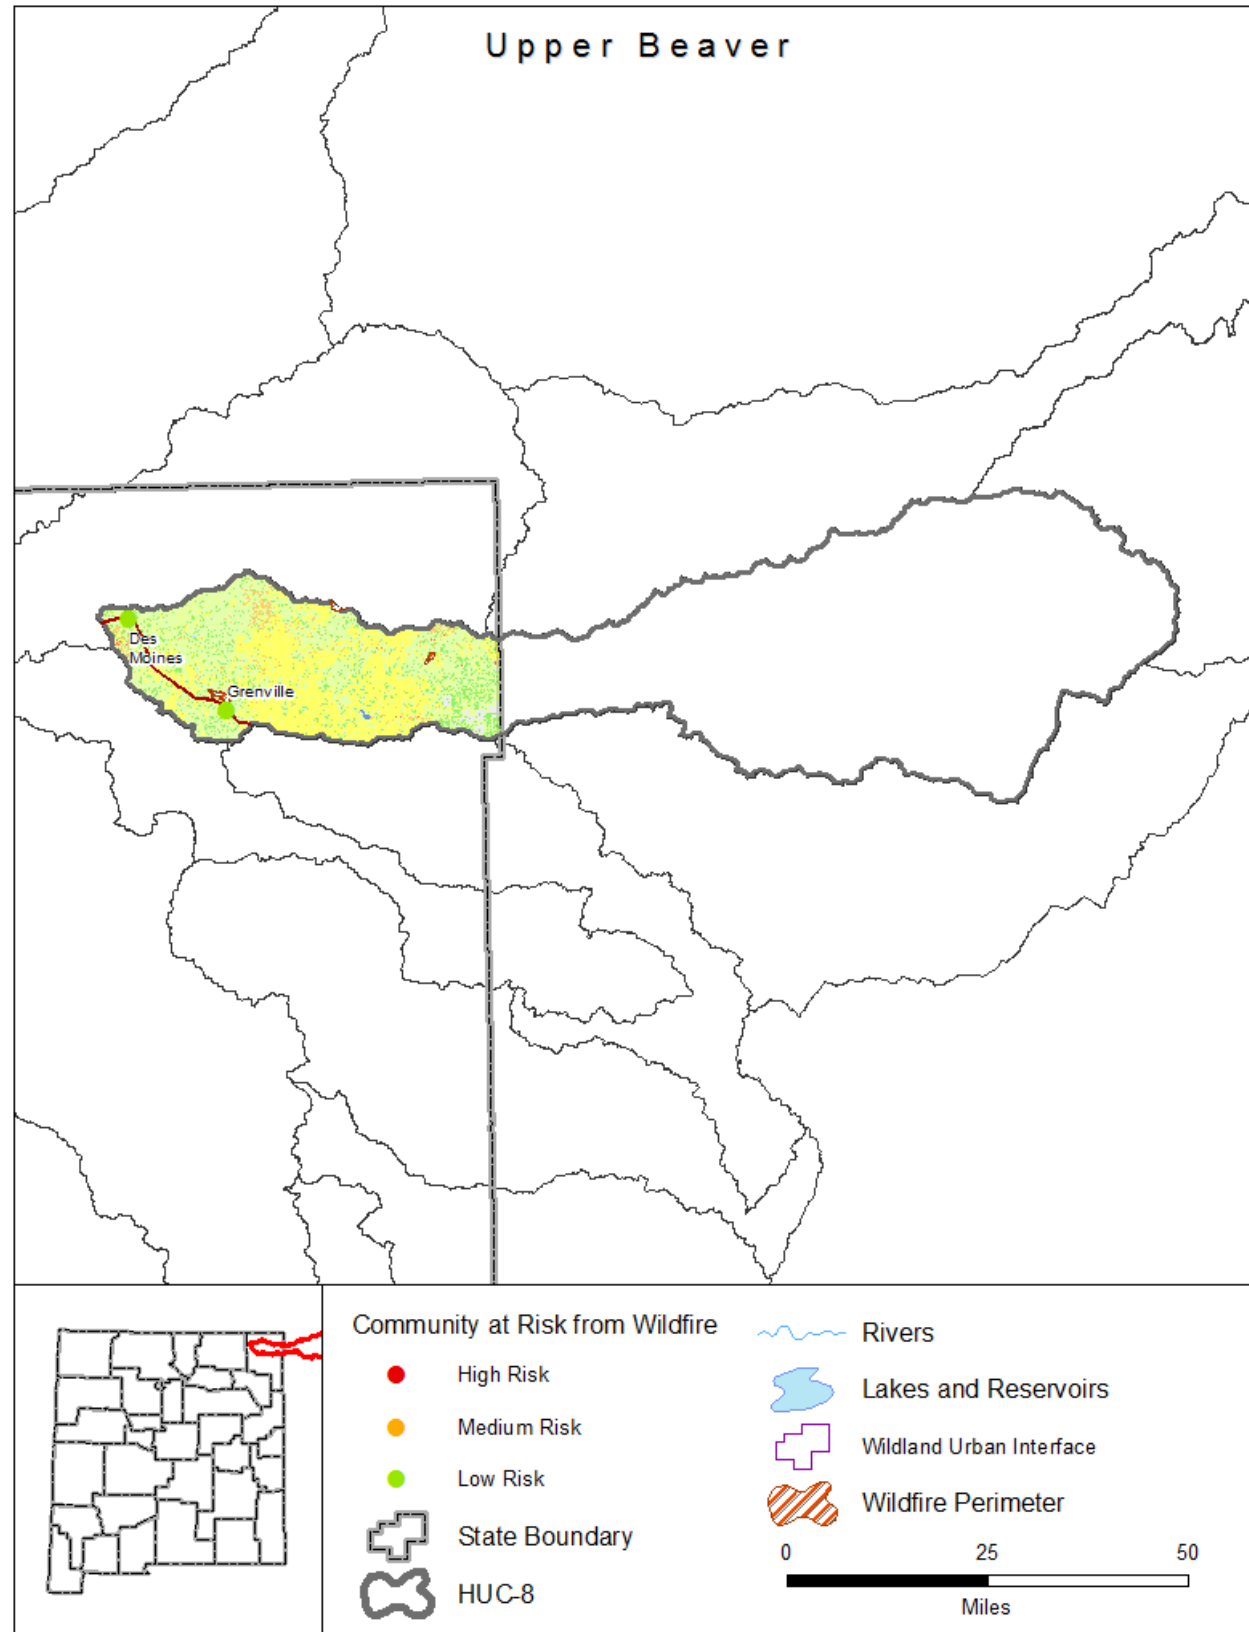 Upper Beaver
Des
Moines
Grenville
Community at Risk from Wildfire
High Risk
Medium Risk
Low Risk
State Boundary
HUC-8
Rivers
Lakes and Reservoirs
Wildland Urban Interface
Wildfire Perimeter
0 25 50
Miles